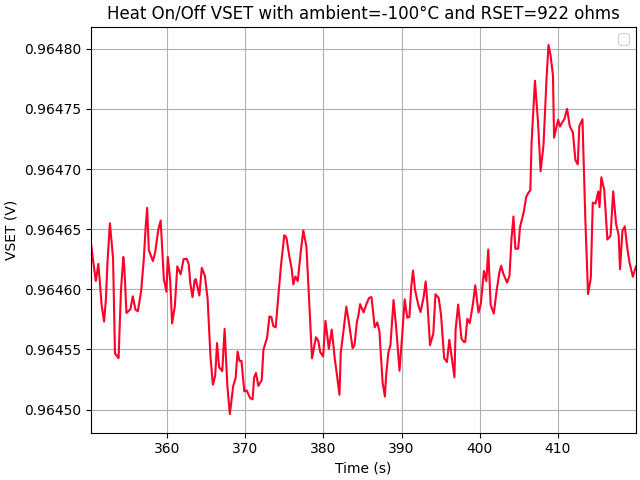 Heat On/Off VSET with ambient=-100°C and RSET=922 ohms
0.96480
0.96475
0.96470
0.96465
0.96460
0.96455
0.96450
VSET (V)
360 370 380 390 400 410
Time (s)